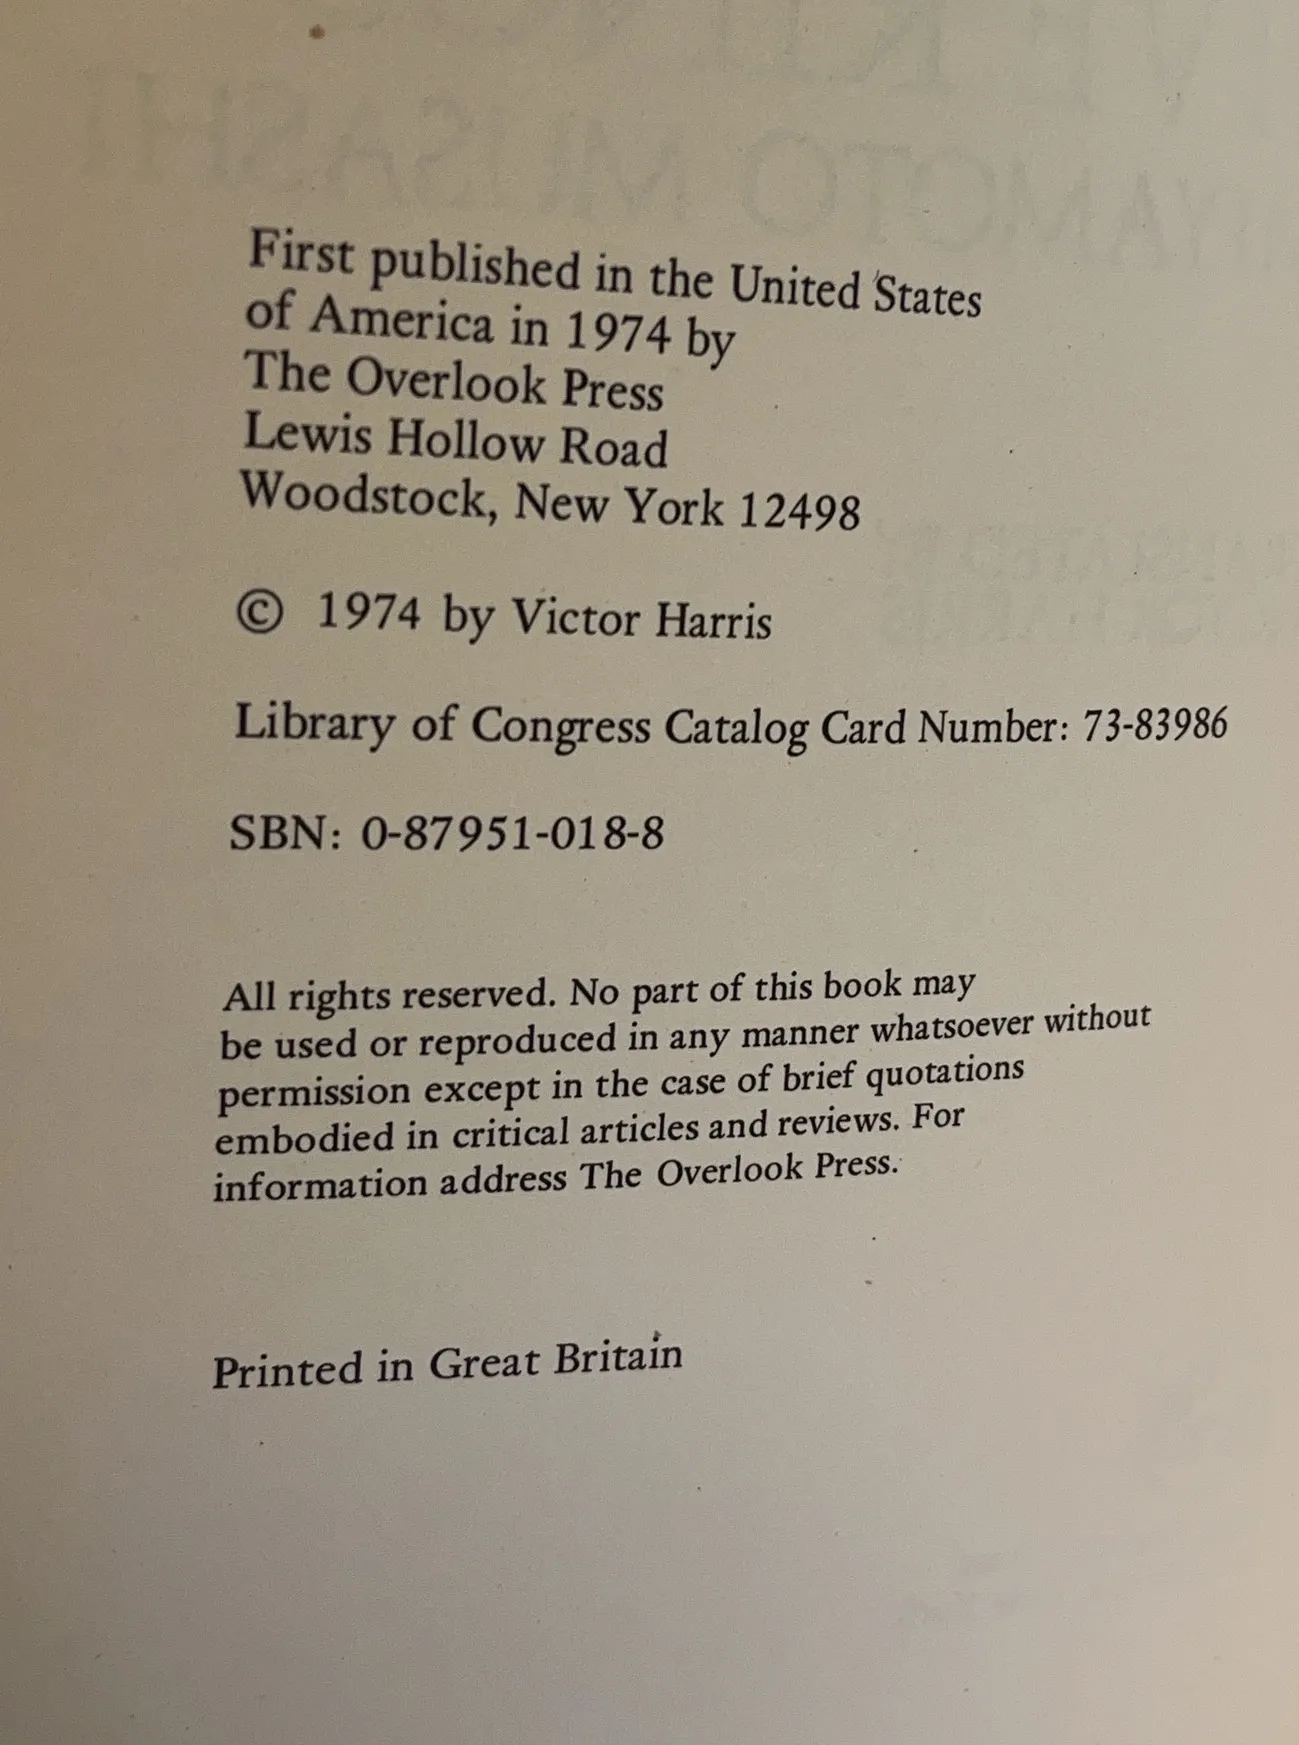 First published in the United States
of America in 1974 by
The Overlook Press
Lewis Hollow Road
Woodstock, New York 12498
© 1974 by Victor Harris
Library of Congress Catalog Card Number: 73-83986
SBN: 0-87951-018-8
All rights reserved. No part of this book may
be used or reproduced in any manner whatsoever without
permission except in the case of brief quotations
embodied in critical articles and reviews. For
information address The Overlook Press.
Printed in Great Britain